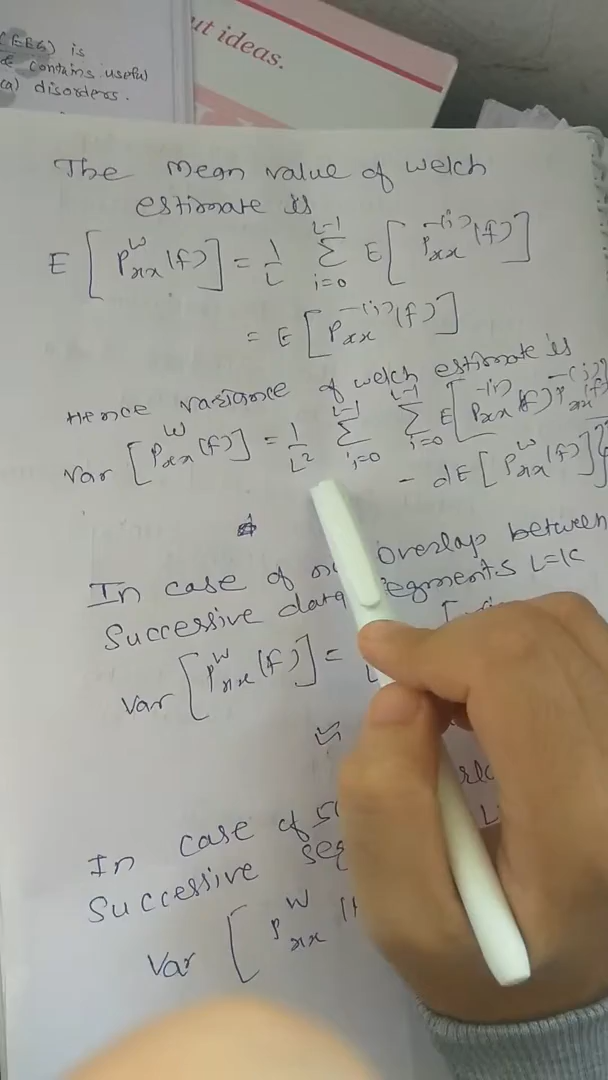 (EEG) is
& contains useful
(a) disorders.
ut ideas.
The Mean value of welch
estimate is
E [P^W_xx(f)] = 1/L Σ_{i=0}^{L-1} E[P̄^(i)_xx(f)]
= E[P̄^(i)_xx(f)]
Hence variance of welch estimate is
Var [P^W_xx(f)] = 1/L² Σ_{i=0}^{L-1} Σ_{i=0}^{L-1} E[P̄^(i)_xx(f) P̄^(j)_xx(f)]
- dE[P^W_xx(f)]}
In case of overlap between
Successive data segments L=K
Var [P^W_xx(f)] =
≈
In case of
Successive
Var [P^W_xx